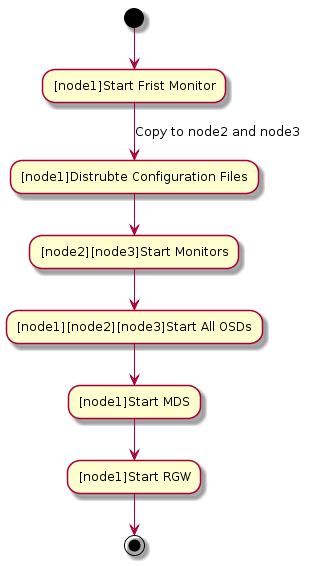 [node1]Start Frist Monitor
Copy to node2 and node3
[node1]Distrubte Configuration Files
[node2][node3]Start Monitors
[node1][node2][node3]Start All OSDs
[node1]Start MDS
[node1]Start RGW